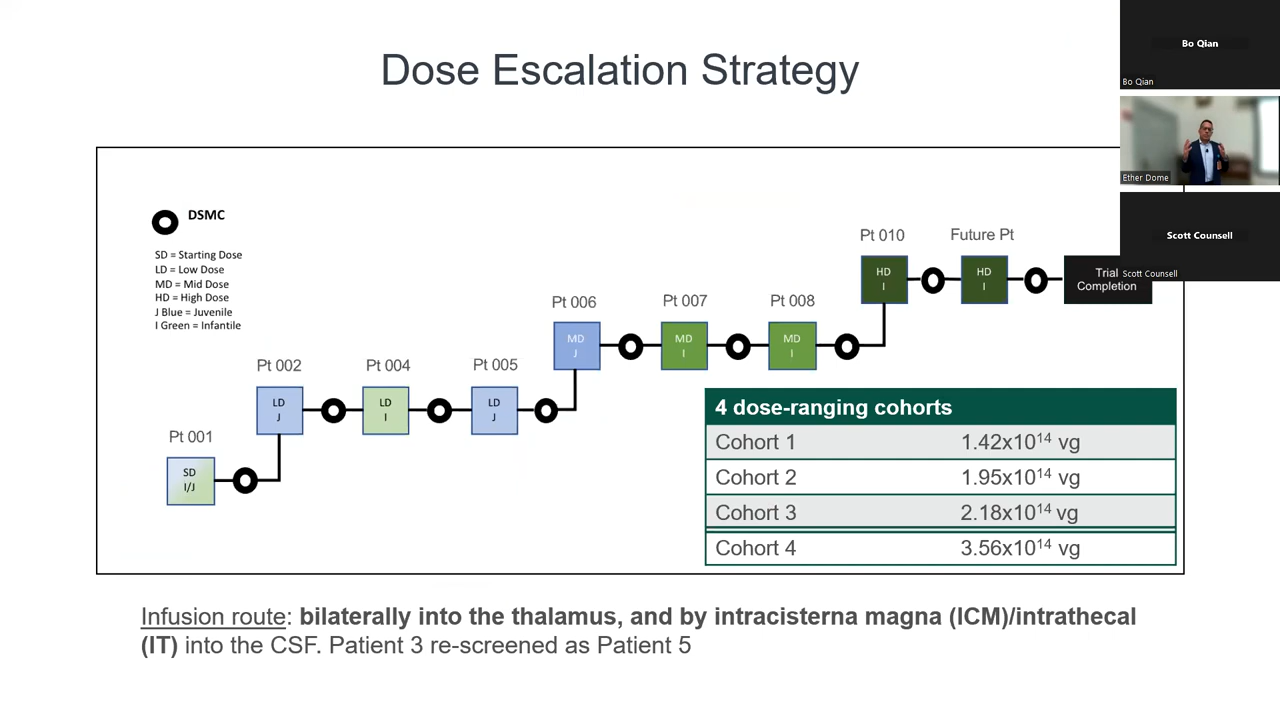 Dose Escalation Strategy
Bo Qian
Bo Qian
Ether Dome
Scott Counsell
Scott Counsell
DSMC
SD = Starting Dose
LD = Low Dose
MD = Mid Dose
HD = High Dose
J Blue = Juvenile
I Green = Infantile
Pt 001
SD
I/J
Pt 002
LD
J
Pt 004
LD
I
Pt 005
LD
J
Pt 006
MD
J
Pt 007
MD
I
Pt 008
MD
I
Pt 010
HD
I
Future Pt
HD
I
Trial
Completion
4 dose-ranging cohorts
Cohort 1 1.42x10¹⁴ vg
Cohort 2 1.95x10¹⁴ vg
Cohort 3 2.18x10¹⁴ vg
Cohort 4 3.56x10¹⁴ vg
Infusion route: bilaterally into the thalamus, and by intracisterna magna (ICM)/intrathecal
(IT) into the CSF. Patient 3 re-screened as Patient 5